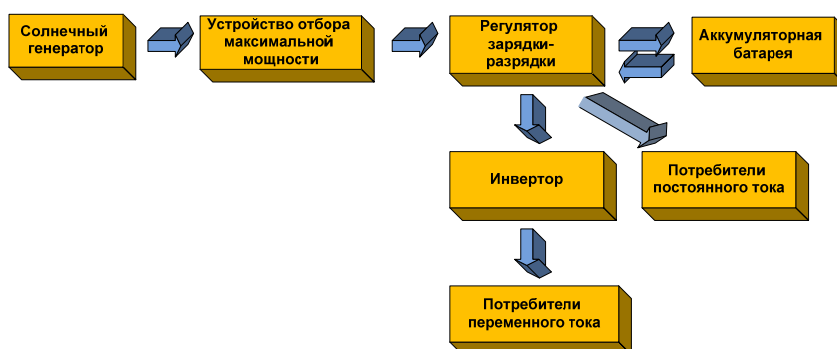 Солнечный
генератор
Устройство отбора
максимальной
мощности
Регулятор
зарядки-
разрядки
Аккумуляторная
батарея
Инвертор
Потребители
постоянного тока
Потребители
переменного тока